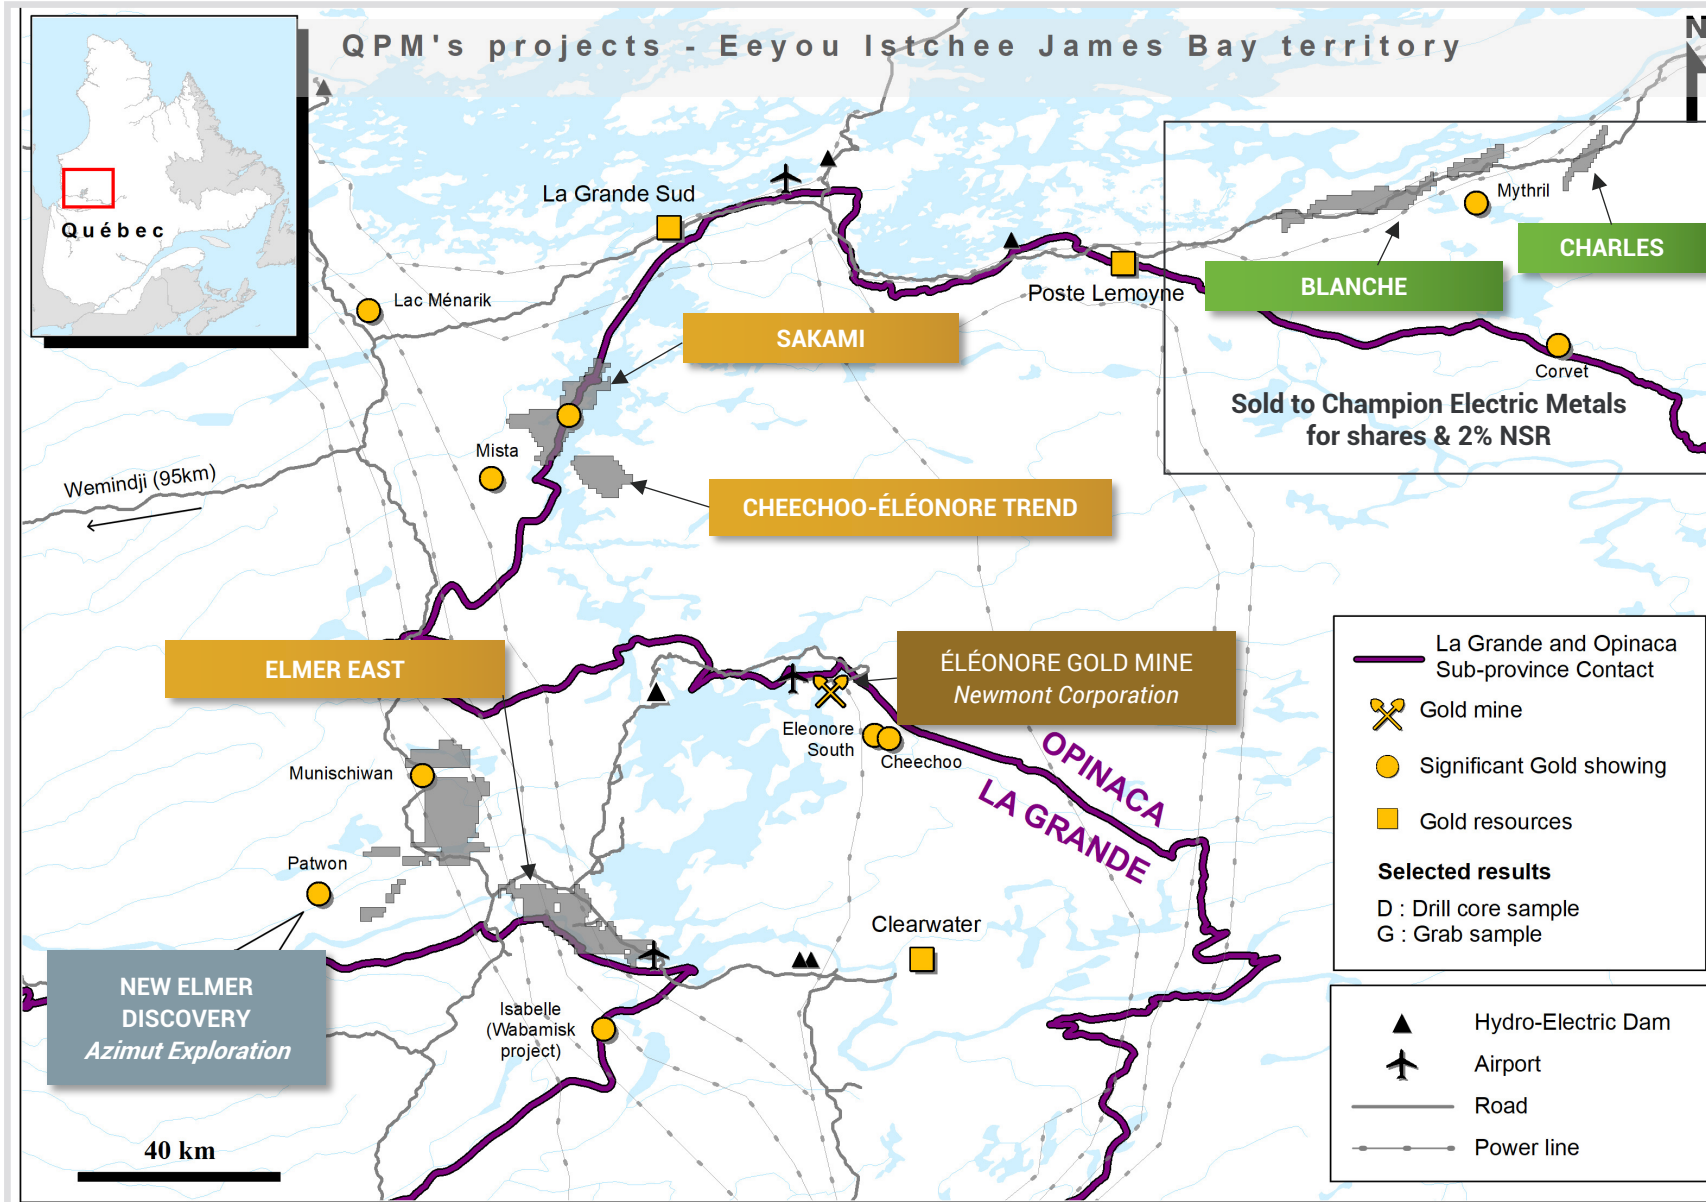 QPM's projects - Eeyou Istchee James Bay territory
N
Québec
La Grande Sud
Mythril
CHARLES
BLANCHE
Poste Lemoyne
Lac Ménarik
SAKAMI
Corvet
Sold to Champion Electric Metals
for shares & 2% NSR
Mista
Wemindji (95km)
CHEECHOO-ÉLÉONORE TREND
ELMER EAST
ÉLÉONORE GOLD MINE
Newmont Corporation
Eleonore
South
Cheechoo
OPINACA
LA GRANDE
Munischiwan
Patwon
Clearwater
NEW ELMER
DISCOVERY
Azimut Exploration
Isabelle
(Wabamisk
project)
40 km
La Grande and Opinaca
Sub-province Contact
Gold mine
Significant Gold showing
Gold resources
Selected results
D : Drill core sample
G : Grab sample
Hydro-Electric Dam
Airport
Road
Power line